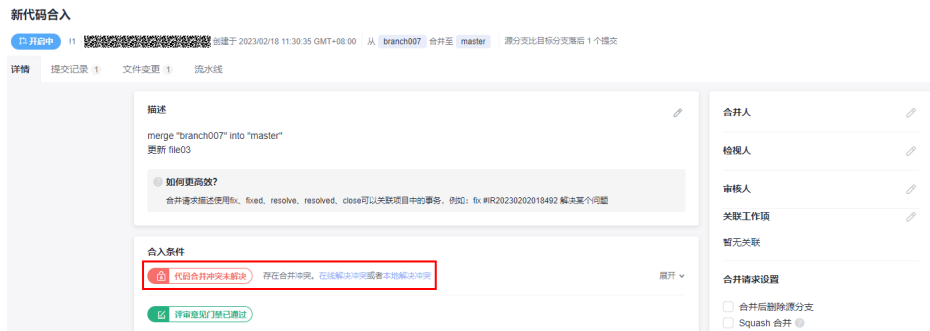 新代码合入
开启中 !1 创建于 2023/02/18 11:30:35 GMT+08:00 从 branch007 合并至 master 源分支比目标分支落后 1 个提交
详情 提交记录 1 文件变更 1 流水线
描述
merge "branch007" into "master"
更新 file03
如何更高效?
合并请求描述使用fix、fixed、resolve、resolved、close可以关联项目中的事务，例如：fix #IR20230202018492 解决某个问题
合入条件
代码合并冲突未解决 存在合并冲突。在线解决冲突或者本地解决冲突 展开
评审意见门禁已通过
合并人
检视人
审核人
关联工作项
暂无关联
合并请求设置
合并后删除源分支
Squash 合并